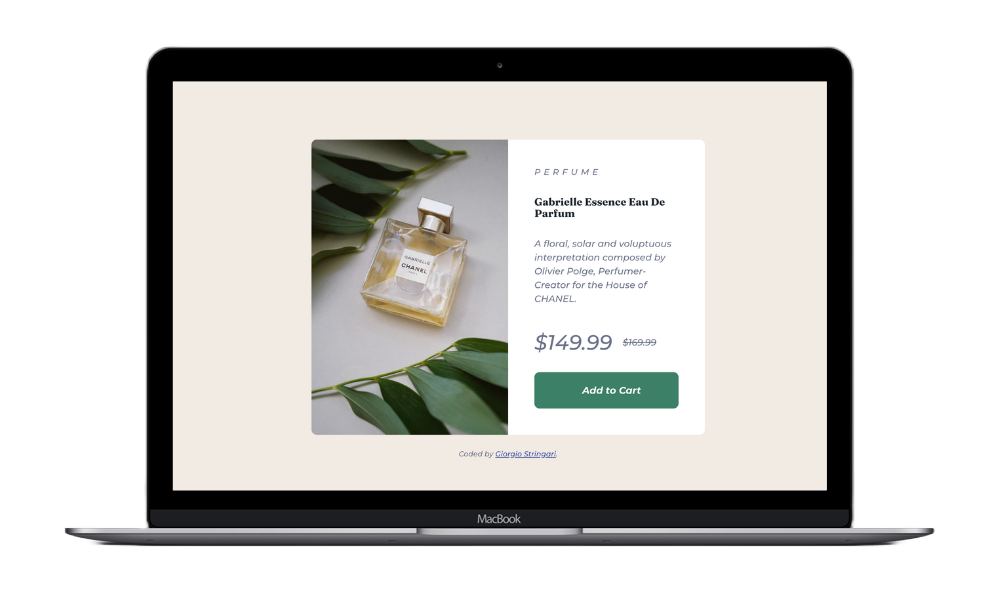 PERFUME
Gabrielle Essence Eau De
Parfum
A floral, solar and voluptuous
interpretation composed by
Olivier Polge, Perfumer-
Creator for the House of
CHANEL.
GABRIELLE
CHANEL
$149.99 $169.99
Add to Cart
Coded by Giorgio Stringari.
MacBook